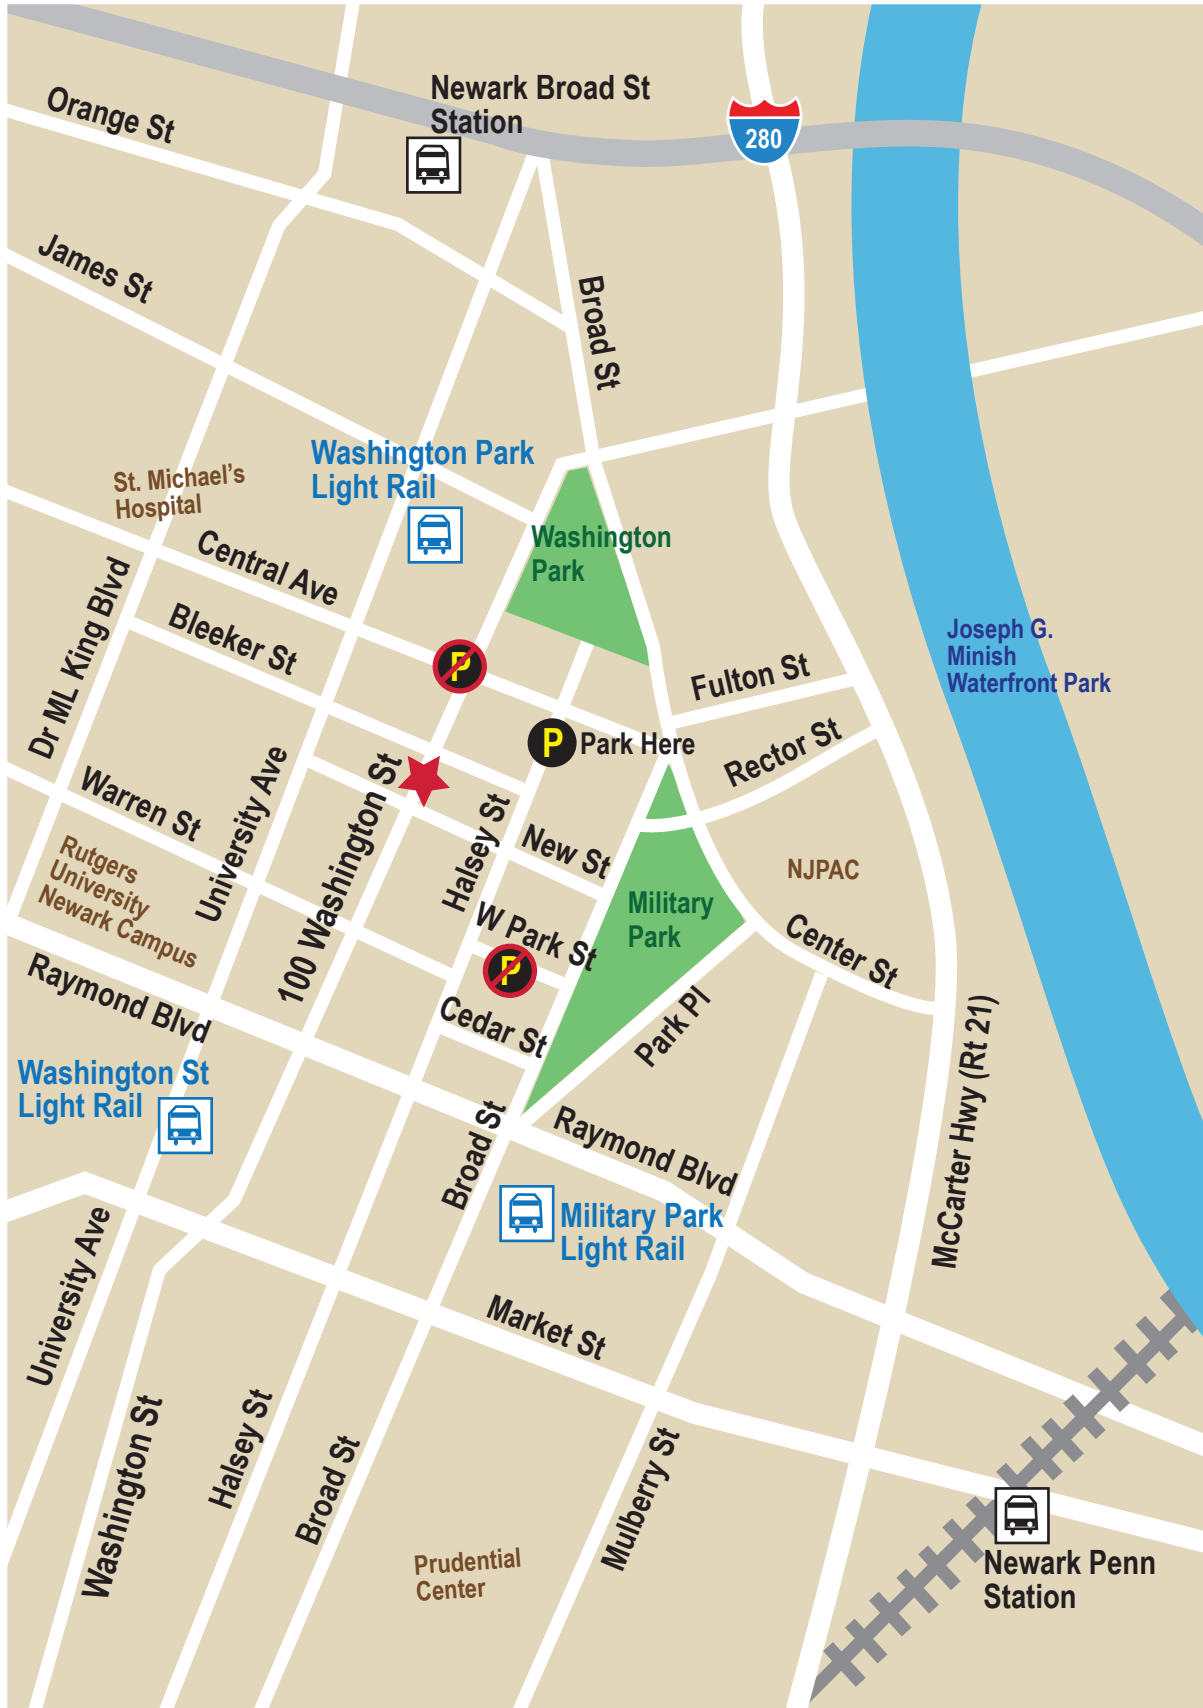 Newark Broad St
Station
Orange St
280
James St
Broad St
Washington Park
Light Rail
St. Michael's
Hospital
Washington
Park
Central Ave
Bleeker St
Dr ML King Blvd
Joseph G.
Minish
Waterfront Park
P
Fulton St
P
Park Here
Rector St
Warren St
University Ave
100 Washington St
Halsey St
New St
Rutgers
University
Newark Campus
NJPAC
Military
Park
W Park St
P
Center St
Raymond Blvd
Cedar St
Park Pl
McCarter Hwy (Rt 21)
Washington St
Light Rail
Broad St
Raymond Blvd
Military Park
Light Rail
University Ave
Market St
Washington St
Halsey St
Broad St
Mulberry St
Prudential
Center
Newark Penn
Station